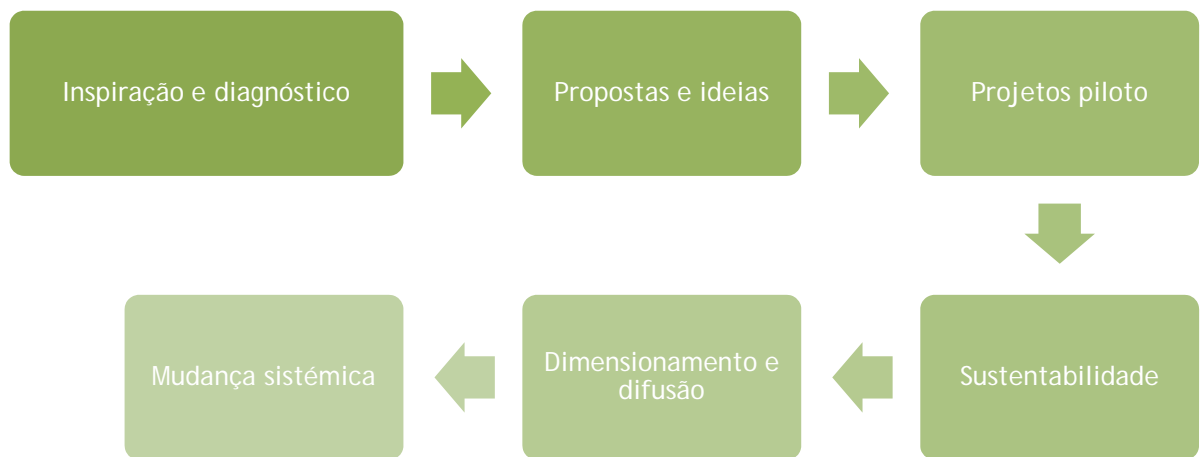 Inspiração e diagnóstico
Propostas e ideias
Projetos piloto
Sustentabilidade
Dimensionamento e
difusão
Mudança sistémica